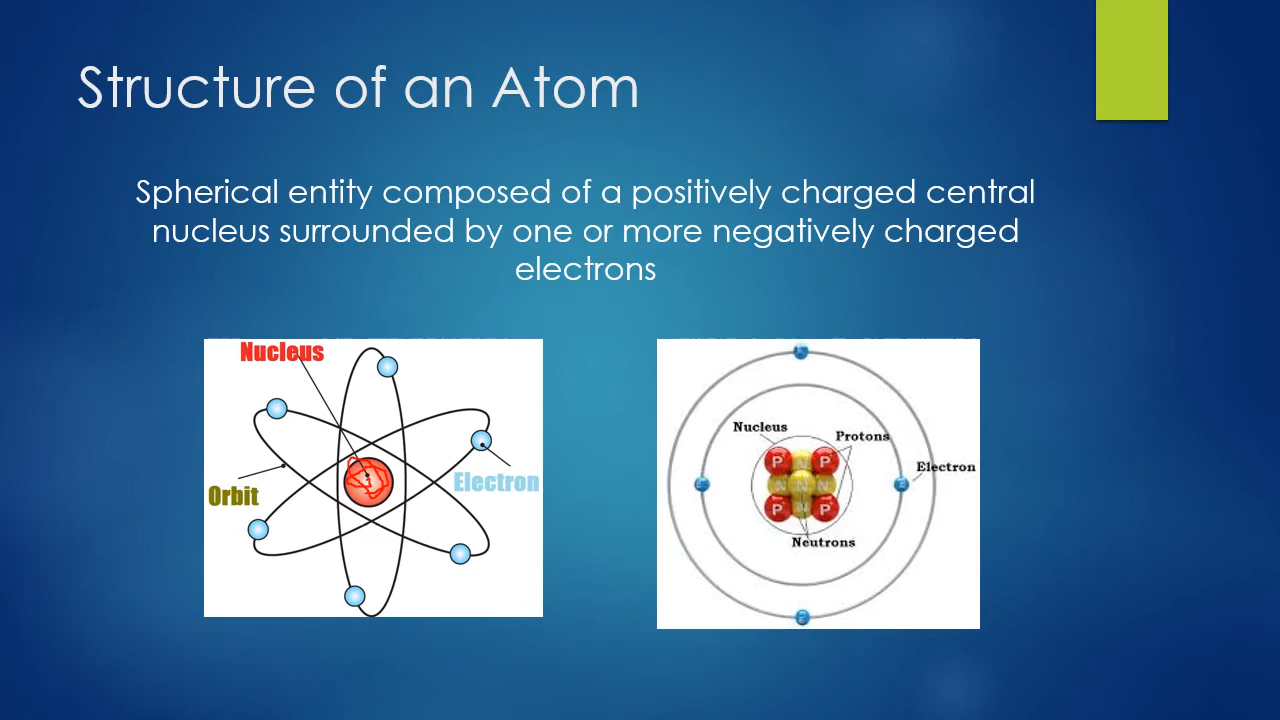 Structure of an Atom
Spherical entity composed of a positively charged central
nucleus surrounded by one or more negatively charged
electrons
Nucleus
Orbit
Electron
Nucleus
Protons
Electron
P
N
P
N
N
N
P
N
P
Neutrons